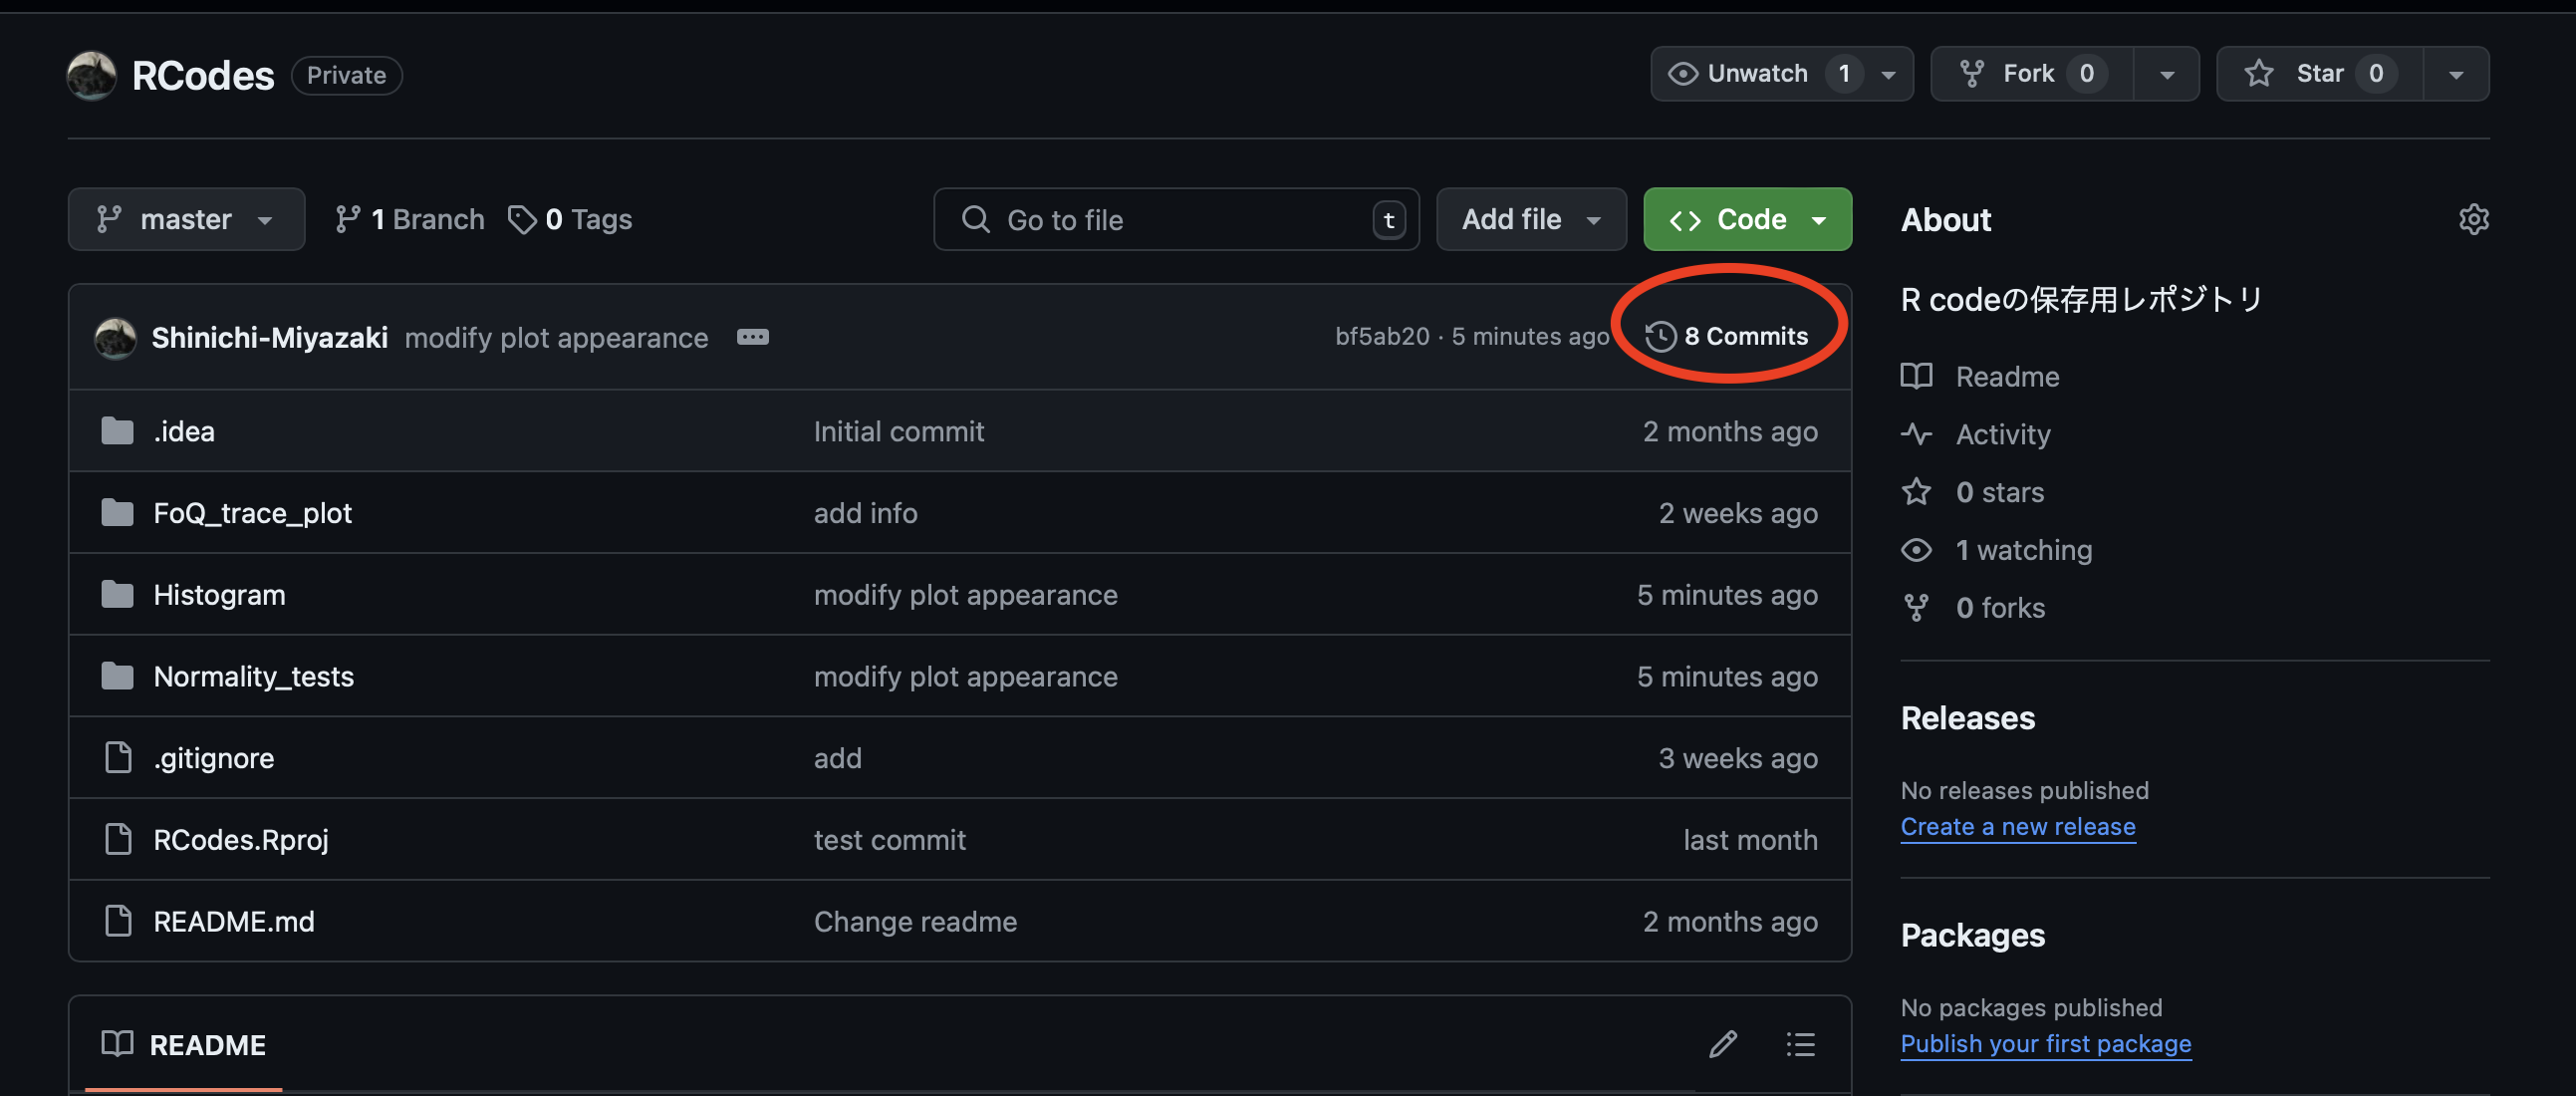 RCodes Private
Unwatch 1 Fork 0 Star 0
master 1 Branch 0 Tags Go to file t Add file Code
Shinichi-Miyazaki modify plot appearance bf5ab20 · 5 minutes ago 8 Commits
.idea Initial commit 2 months ago
FoQ_trace_plot add info 2 weeks ago
Histogram modify plot appearance 5 minutes ago
Normality_tests modify plot appearance 5 minutes ago
.gitignore add 3 weeks ago
RCodes.Rproj test commit last month
README.md Change readme 2 months ago
README
About
R codeの保存用レポジトリ
Readme
Activity
0 stars
1 watching
0 forks
Releases
No releases published
Create a new release
Packages
No packages published
Publish your first package